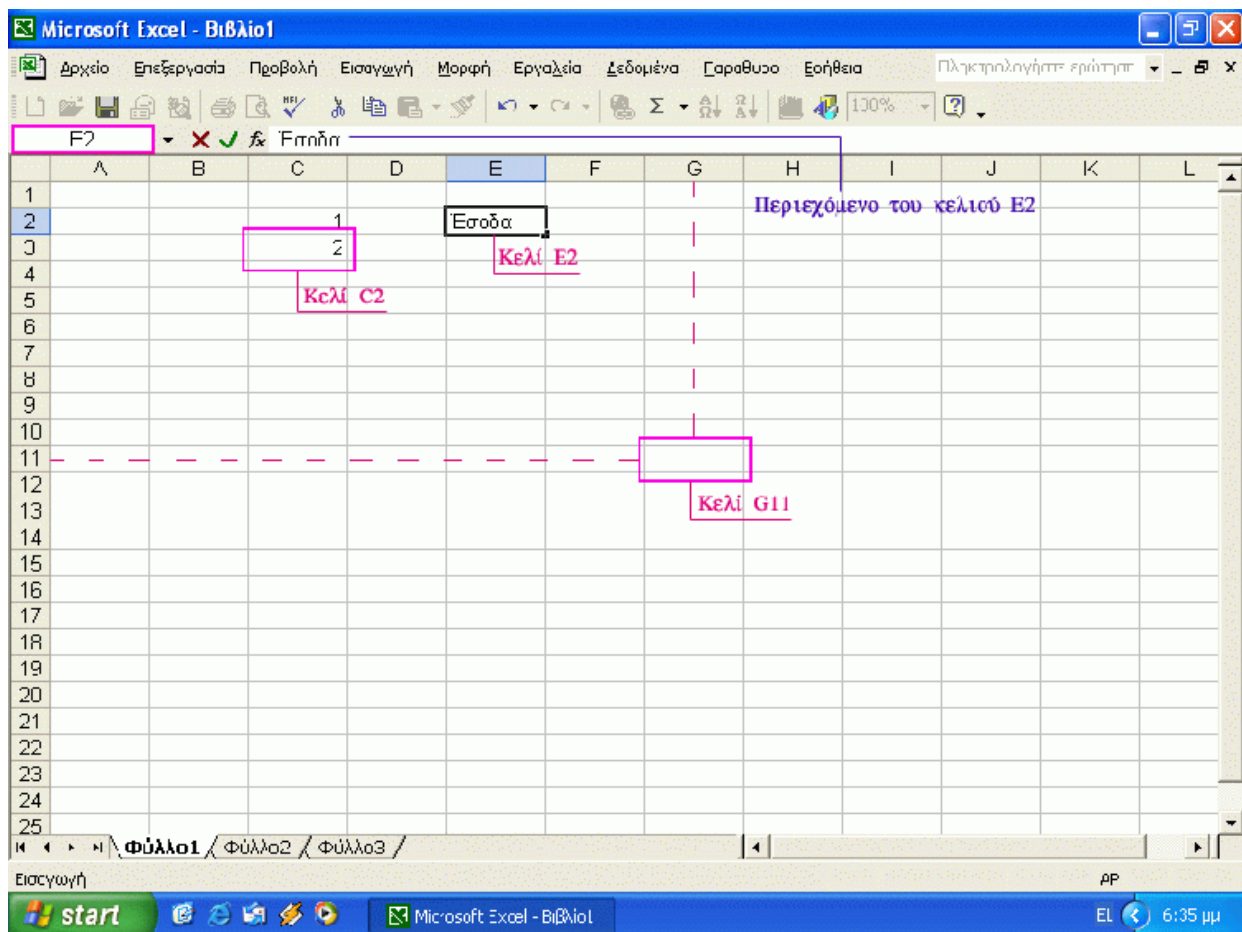 Microsoft Excel - Βιβλίο1
Αρχείο Επεξεργασία Προβολή Εισαγωγή Μορφή Εργαλεία Δεδομένα Παραθυρο Βοήθεια Πληκτρολογήστε ερώτηση
100%
E2 Έσοδα
A B C D E F G H I J K L
1
2 1 Έσοδα
3 2
4
5
6
7
8
9
10
11
12
13
14
15
16
17
18
19
20
21
22
23
24
25
Περιεχόμενο του κελιού E2
Κελί E2
Κελί C2
Κελί G11
Φύλλο1 Φύλλο2 Φύλλο3
Εισαγωγή ΑΡ
start Microsoft Excel - Βιβλίο1 EL 6:35 μμ